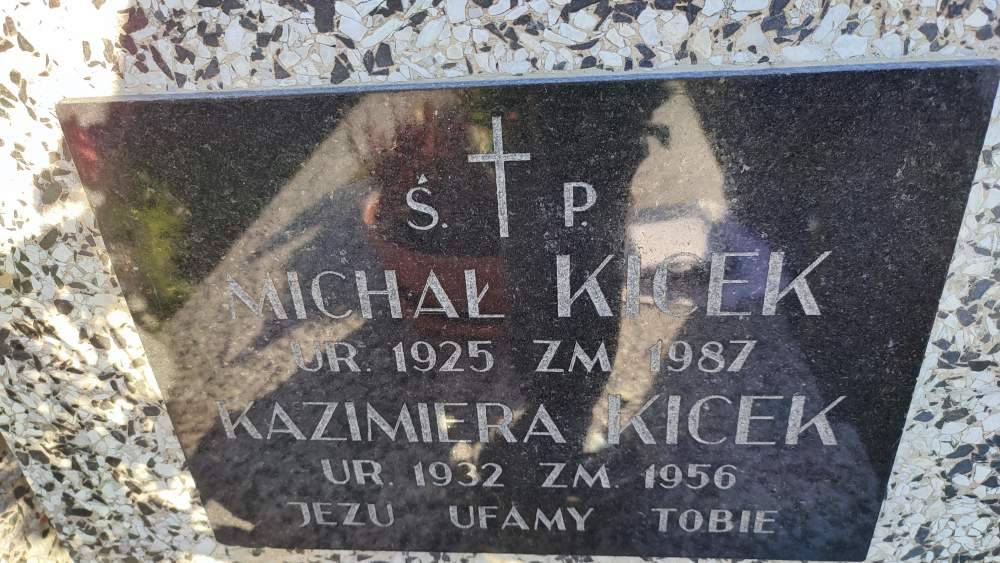 Ś. P.
MICHAŁ KICEK
UR. 1925 ZM. 1987
KAZIMIERA KICEK
UR. 1932 ZM. 1956
JEZU UFAMY TOBIE